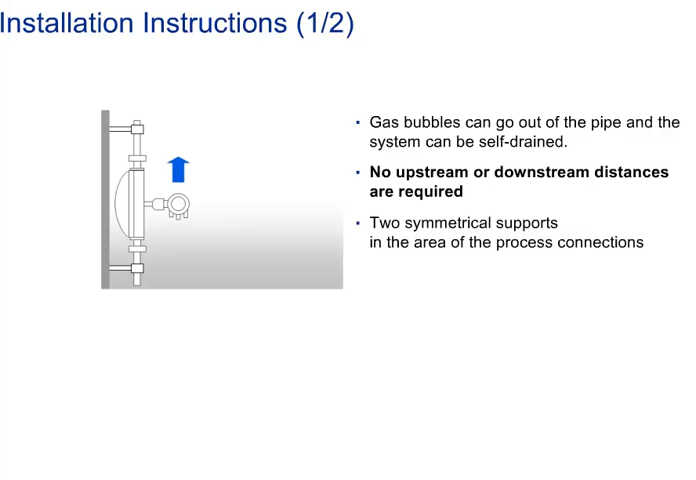 Installation Instructions (1/2)
Gas bubbles can go out of the pipe and the
system can be self-drained.
No upstream or downstream distances
are required
Two symmetrical supports
in the area of the process connections